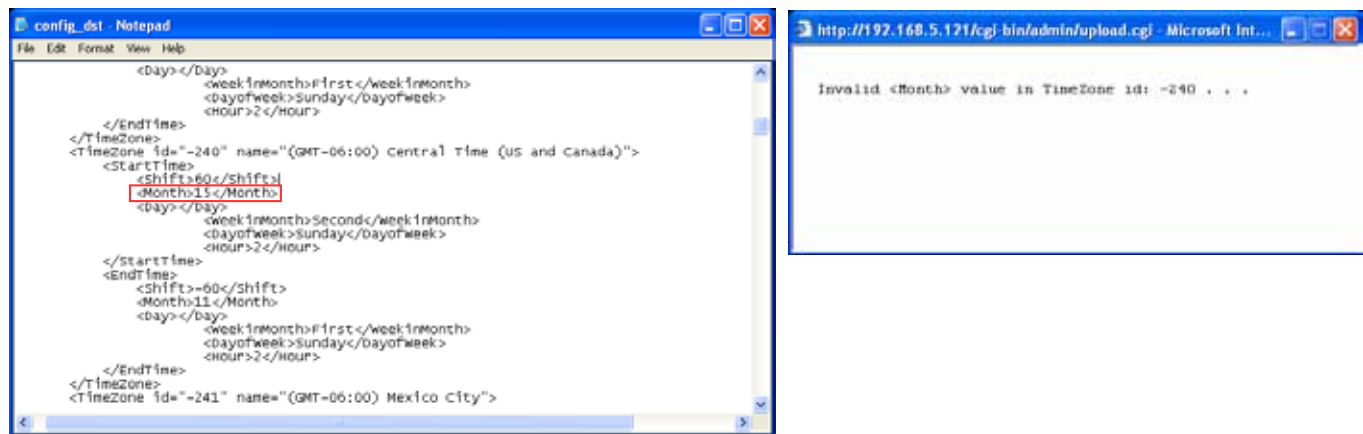 config_dst - Notepad
File Edit Format View Help
<Day></Day>
<WeekinMonth>First</WeekinMonth>
<DayofWeek>Sunday</DayofWeek>
<Hour>2</Hour>
</EndTime>
</TimeZone>
<TimeZone id="-240" name="(GMT-06:00) Central Time (US and Canada)">
<StartTime>
<Shift>60</Shift>
<Month>15</Month>
<Day></Day>
<WeekinMonth>Second</WeekinMonth>
<DayofWeek>Sunday</DayofWeek>
<Hour>2</Hour>
</StartTime>
<EndTime>
<Shift>-60</Shift>
<Month>11</Month>
<Day></Day>
<WeekinMonth>First</WeekinMonth>
<DayofWeek>Sunday</DayofWeek>
<Hour>2</Hour>
</EndTime>
</TimeZone>
<TimeZone id="-241" name="(GMT-06:00) Mexico City">
http://192.168.5.121/cgi-bin/admin/upload.cgi - Microsoft Int...
Invalid <Month> value in TimeZone id: -240 . . .